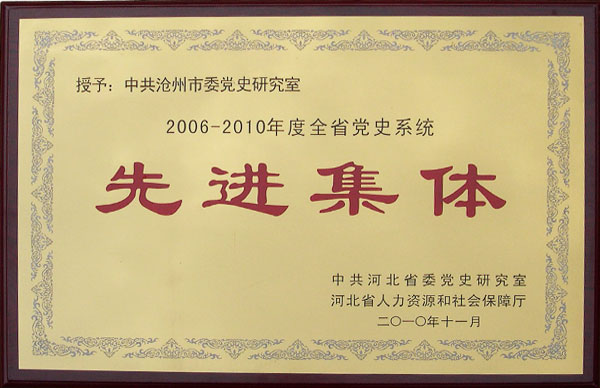 授予：中共沧州市委党史研究室
2006-2010年度全省党史系统
先进集体
中共河北省委党史研究室
河北省人力资源和社会保障厅
二〇一〇年十一月